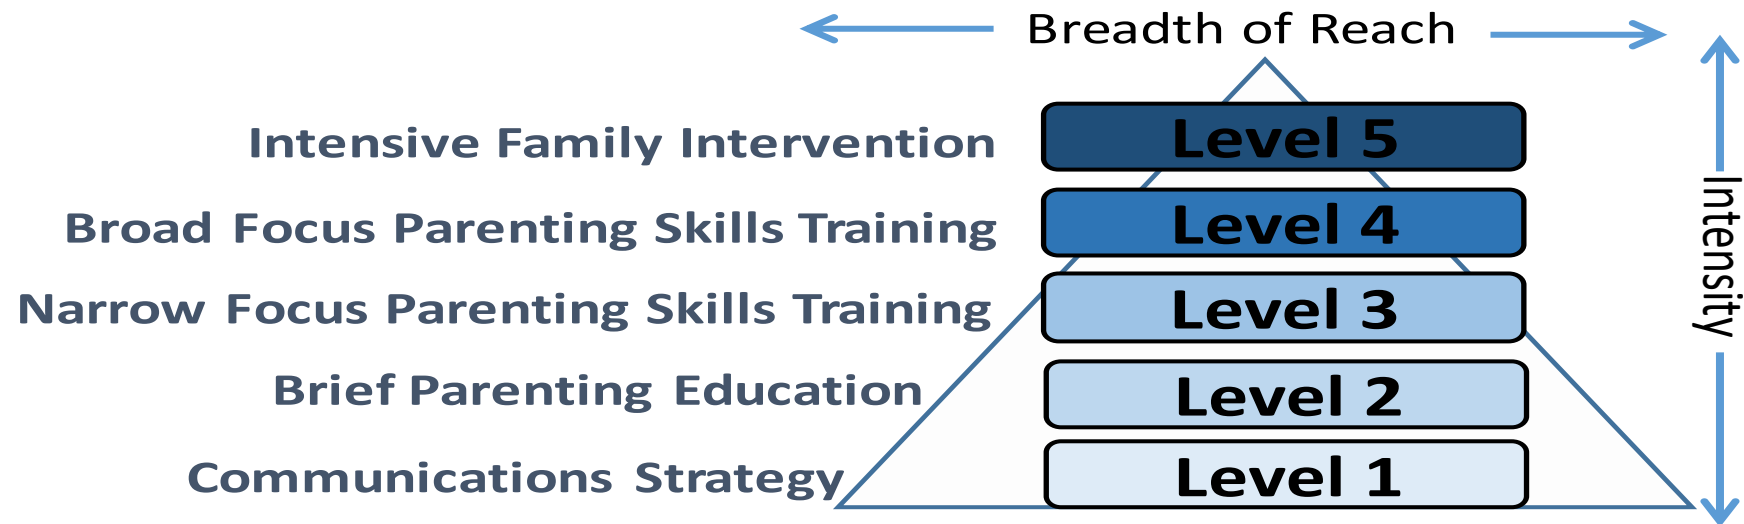 Breadth of Reach
Intensive Family Intervention
Level 5
Broad Focus Parenting Skills Training
Level 4
Narrow Focus Parenting Skills Training
Level 3
Brief Parenting Education
Level 2
Communications Strategy
Level 1
Intensity